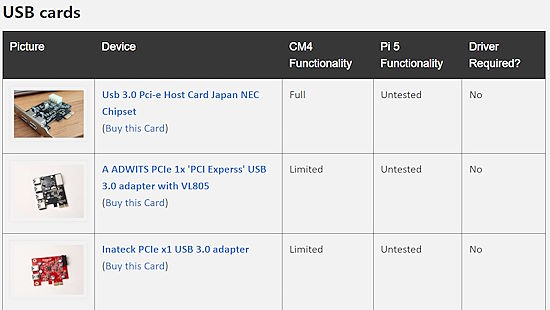 USB cards
Picture Device CM4 Functionality Pi 5 Functionality Driver Required?
Usb 3.0 Pci-e Host Card Japan NEC
Chipset
(Buy this Card)
Full Untested No
A ADWITS PCIe 1x 'PCI Experss' USB
3.0 adapter with VL805
(Buy this Card)
Limited Untested No
Inateck PCIe x1 USB 3.0 adapter
(Buy this Card)
Limited Untested No